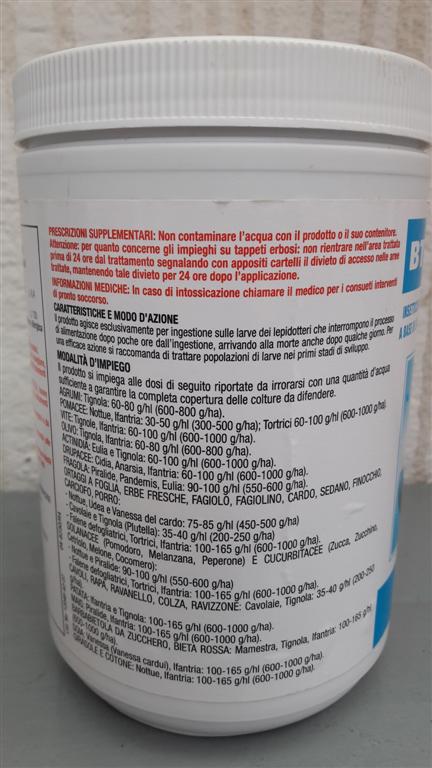 PRESCRIZIONI SUPPLEMENTARI: Non contaminare l'acqua con il prodotto o il suo contenitore.
Attenzione: per quanto concerne gli impieghi su tappeti erbosi: non rientrare nell'area trattata
prima di 24 ore dal trattamento segnalando con appositi cartelli il divieto di accesso nelle aree
trattate, mantenendo tale divieto per 24 ore dopo l'applicazione.
INFORMAZIONI MEDICHE: In caso di intossicazione chiamare il medico per i consueti interventi
di pronto soccorso.
CARATTERISTICHE E MODO D'AZIONE
Il prodotto agisce esclusivamente per ingestione sulle larve dei lepidotteri che interrompono il processo
di alimentazione dopo poche ore dall'ingestione, arrivando alla morte anche dopo qualche giorno. Per
una efficace azione si raccomanda di trattare popolazioni di larve nei primi stadi di sviluppo.
MODALITÀ D'IMPIEGO
Il prodotto si impiega alle dosi di seguito riportate da irrorarsi con una quantità d'acqua
sufficiente a garantire la completa copertura delle colture da difendere.
AGRUMI: Tignola: 60-80 g/hl (600-800 g/ha).
POMACEE: Nottue, Ifantria: 30-50 g/hl (300-500 g/ha); Tortrici 60-100 g/hl (600-1000 g/ha).
VITE: Tignole, Ifantria: 60-100 g/hl (600-1000 g/ha).
OLIVO: Tignola, Ifantria: 60-80 g/hl (600-800 g/ha).
ACTINIDIA: Eulia e Tignola: 60-100 g/hl (600-1000 g/ha).
DRUPACEE: Cidia, Anarsia, Ifantria: 60-100 g/hl (600-1000 g/ha).
FRAGOLA: Piralide, Pandemis, Eulia: 90-100 g/hl (550-600 g/ha).
ORTAGGI A FOGLIA, ERBE FRESCHE, FAGIOLO, FAGIOLINO, CARDO, SEDANO, FINOCCHIO,
CARCIOFO, PORRO:
- Nottue, Udea e Vanessa del cardo: 75-85 g/hl (450-500 g/ha)
- Cavolaie e Tignola (Plutella): 35-40 g/hl (200-250 g/ha)
- Falene defogliatrici, Tortrici, Ifantria: 100-165 g/hl (600-1000 g/ha).
SOLANACEE (Pomodoro, Melanzana, Peperone) E CUCURBITACEE (Zucca, Zucchino,
Cetriolo, Melone, Cocomero):
- Nottue e Piralide: 90-100 g/hl (550-600 g/ha)
- Falene defogliatrici, Tortrici, Ifantria: 100-165 g/hl (600-1000 g/ha).
CAVOLI, RAPA, RAVANELLO, COLZA, RAVIZZONE: Cavolaie, Tignola: 35-40 g/hl (200-250
g/ha).
PATATA: Ifantria e Tignola: 100-165 g/hl (600-1000 g/ha).
MAIS: Piralide, Ifantria: 100-165 g/hl (600-1000 g/ha).
BARBABIETOLA DA ZUCCHERO, BIETA ROSSA: Mamestra, Tignola, Ifantria: 100-165 g/hl
(600-1000 g/ha).
SOIA: Vanessa (Vanessa cardui), Ifantria: 100-165 g/hl (600-1000 g/ha).
GIRASOLE E COTONE: Nottue, Ifantria: 100-165 g/hl (600-1000 g/ha).